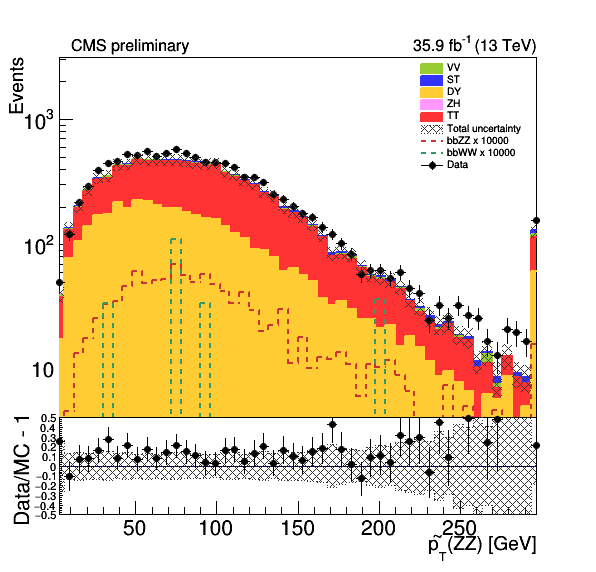 CMS preliminary 35.9 fb⁻¹ (13 TeV)
Events
VV
ST
DY
ZH
TT
Total uncertainty
bbZZ x 10000
bbWW x 10000
Data
10³
10²
10
Data/MC - 1
0.5
0.4
0.3
0.2
0.1
0
-0.1
-0.2
-0.3
-0.4
-0.5
50 100 150 200 250
p̃_T(ZZ) [GeV]